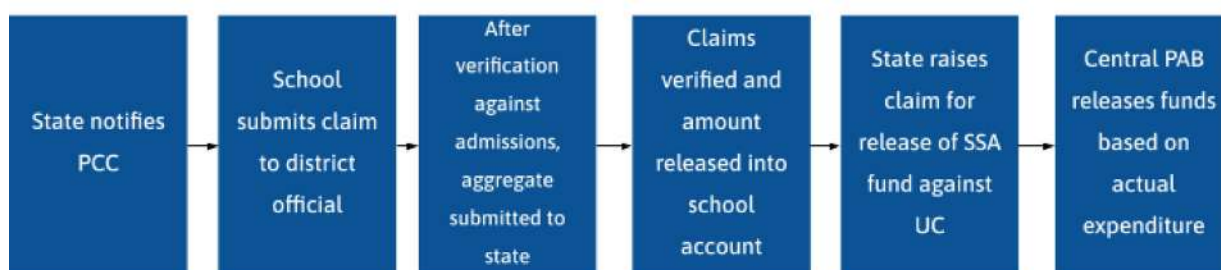 State notifies
PCC
School
submits claim
to district
official
After
verification
against
admissions,
aggregate
submitted to
state
Claims
verified and
amount
released into
school
account
State raises
claim for
release of SSA
fund against
UC
Central PAB
releases funds
based on
actual
expenditure